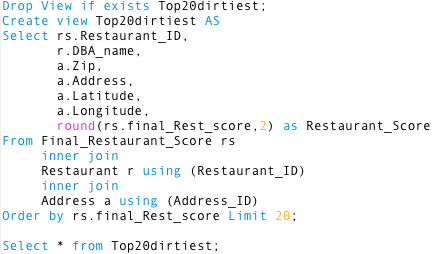 Drop View if exists Top20dirtiest;
Create view Top20dirtiest AS
Select rs.Restaurant_ID,
r.DBA_name,
a.Zip,
a.Address,
a.Latitude,
a.Longitude,
round(rs.final_Rest_score,2) as Restaurant_Score
From Final_Restaurant_Score rs
inner join
Restaurant r using (Restaurant_ID)
inner join
Address a using (Address_ID)
Order by rs.final_Rest_score Limit 20;
Select * from Top20dirtiest;